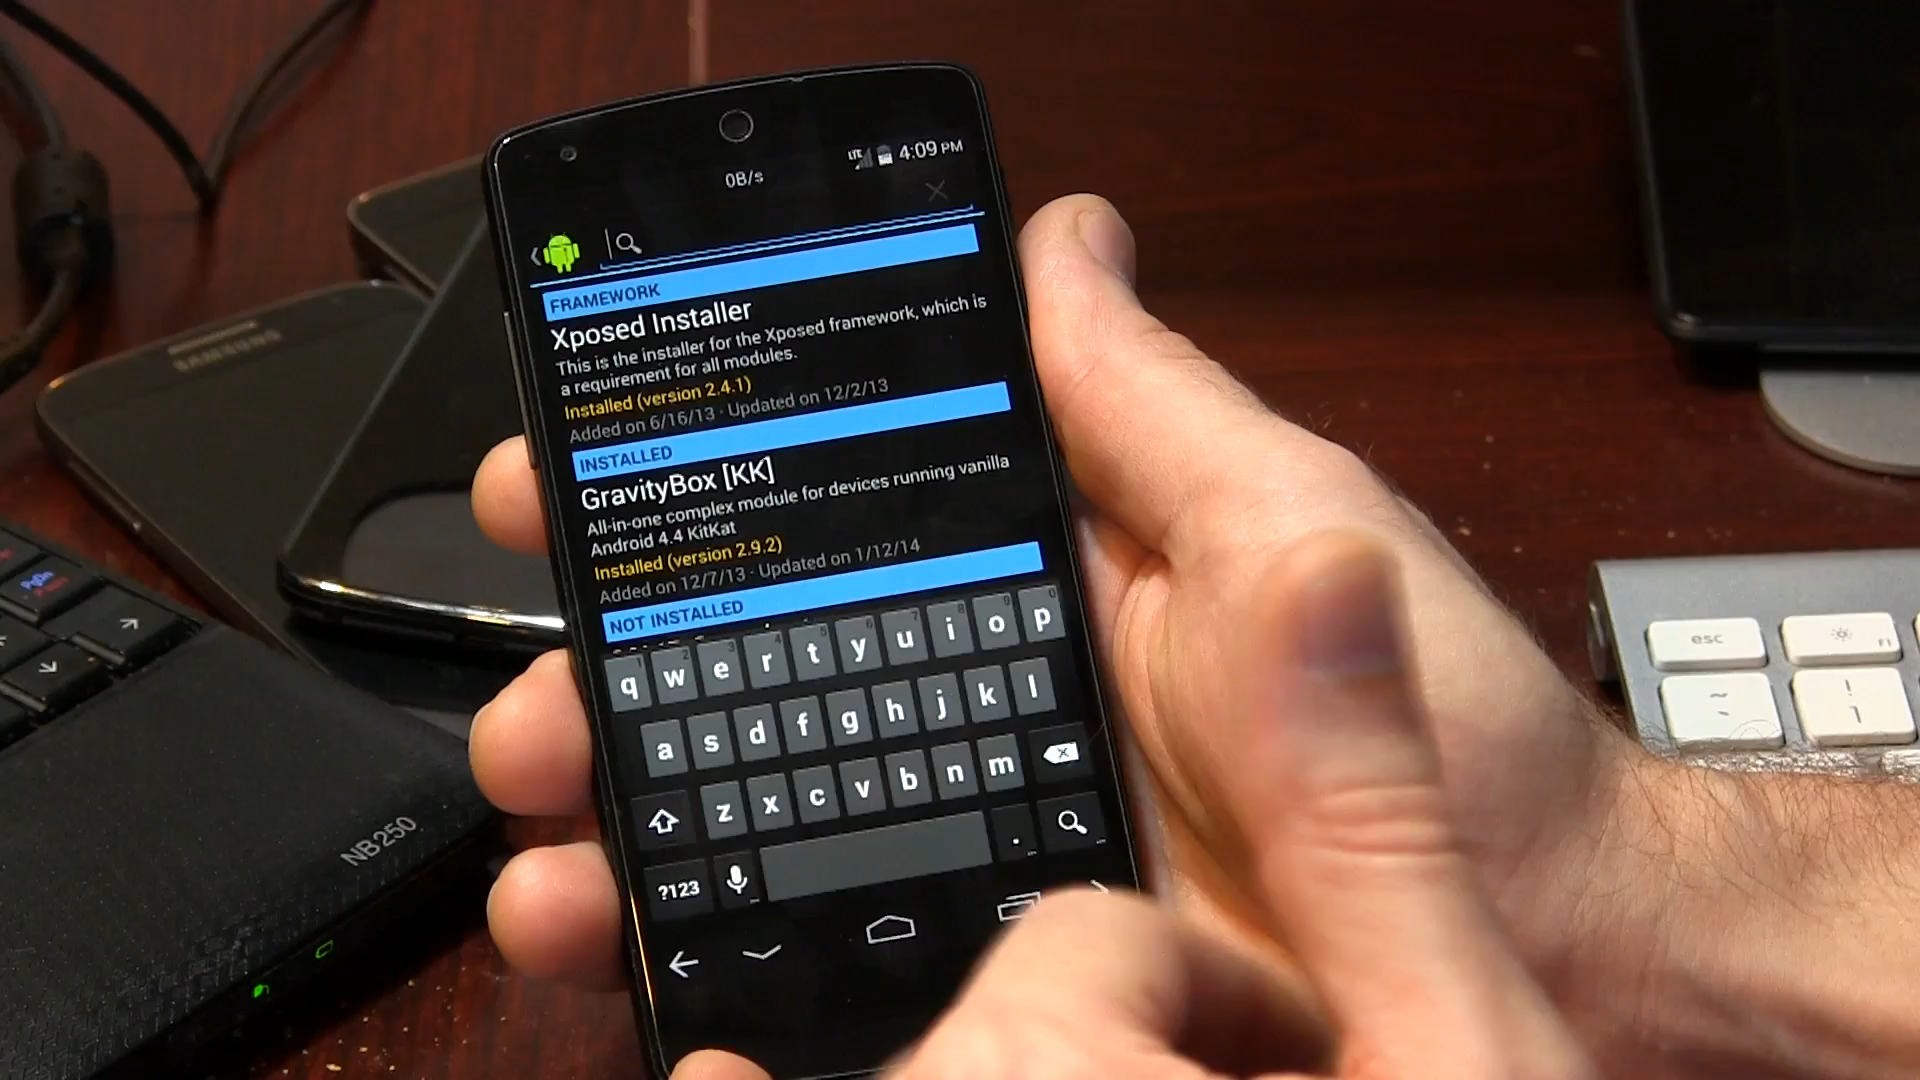 LTE 4:09 PM
0B/s
FRAMEWORK
Xposed Installer
This is the installer for the Xposed framework, which is
a requirement for all modules.
Installed (version 2.4.1)
Added on 6/16/13 · Updated on 12/2/13
INSTALLED
GravityBox [KK]
All-in-one complex module for devices running vanilla
Android 4.4 KitKat
Installed (version 2.9.2)
Added on 12/7/13 · Updated on 1/12/14
NOT INSTALLED
q w e r t y u i o p
a s d f g h j k l
z x c v b n m
?123 .
SAMSUNG
PgDn
NB250
esc
F1
~
!